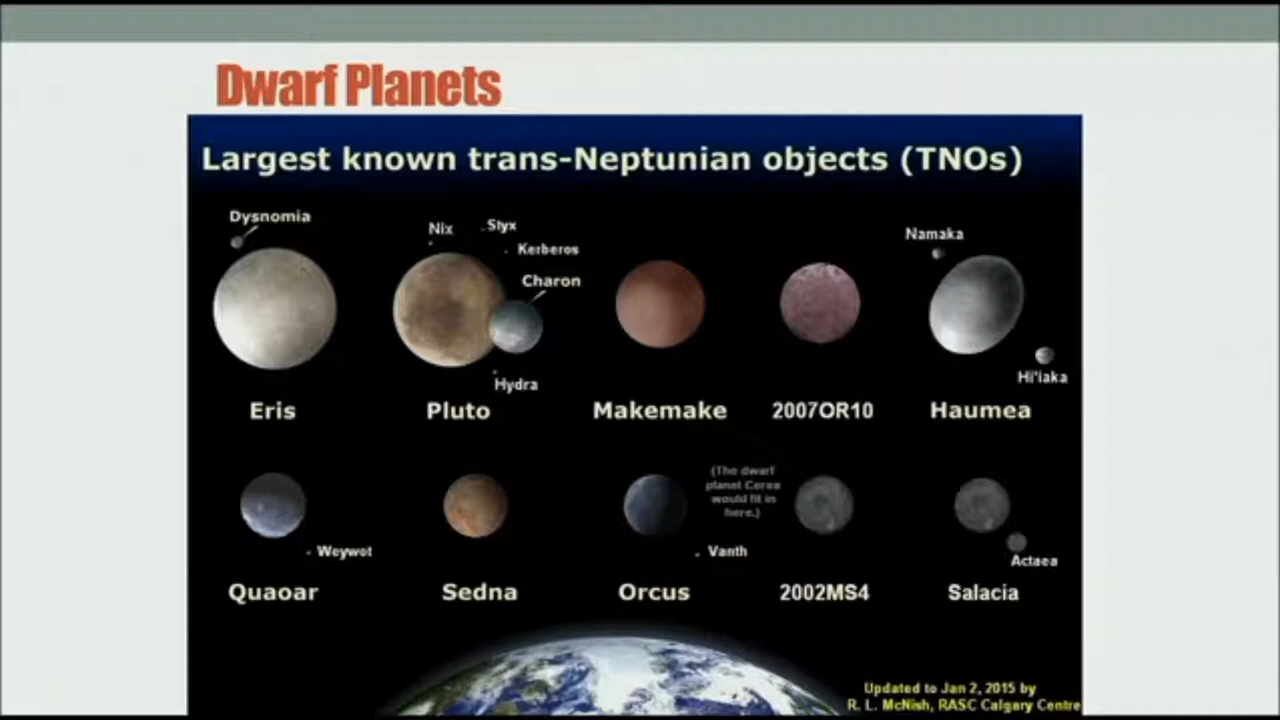 Dwarf Planets
Largest known trans-Neptunian objects (TNOs)
Dysnomia
Nix
Styx
Kerberos
Charon
Hydra
Namaka
Hi'iaka
Eris
Pluto
Makemake
2007OR10
Haumea
(The dwarf
planet Ceres
would fit in
here.)
Weywot
Vanth
Actaea
Quaoar
Sedna
Orcus
2002MS4
Salacia
Updated to Jan 2, 2015 by
R. L. McNish, RASC Calgary Centre